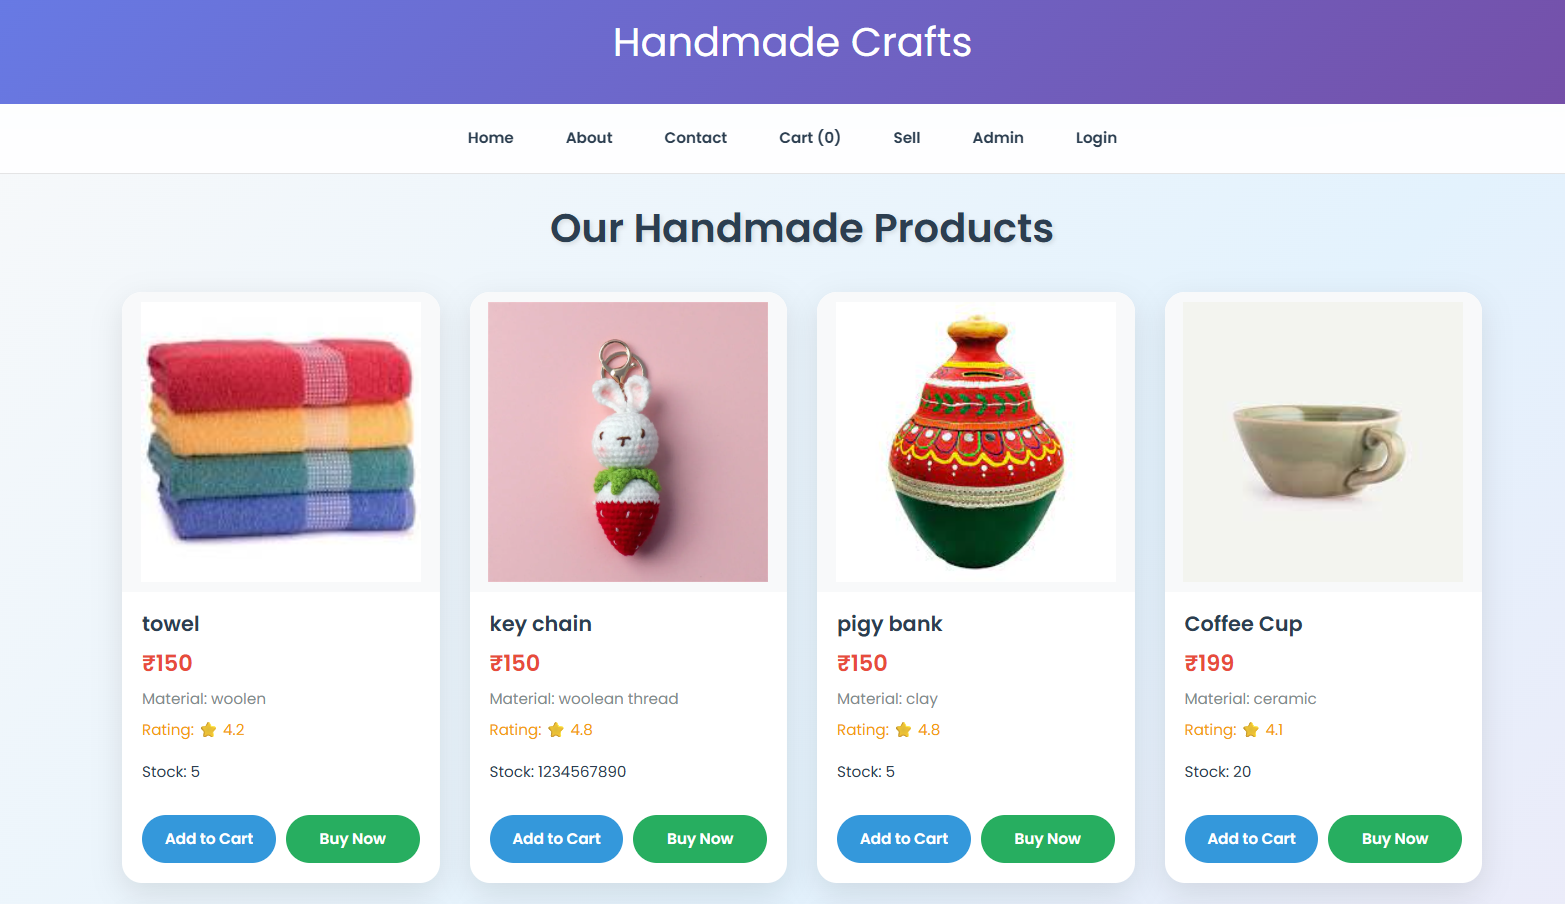 Handmade Crafts
Home About Contact Cart (0) Sell Admin Login
Our Handmade Products
towel
₹150
Material: woolen
Rating: ⭐ 4.2
Stock: 5
Add to Cart Buy Now
key chain
₹150
Material: woolean thread
Rating: ⭐ 4.8
Stock: 1234567890
Add to Cart Buy Now
pigy bank
₹150
Material: clay
Rating: ⭐ 4.8
Stock: 5
Add to Cart Buy Now
Coffee Cup
₹199
Material: ceramic
Rating: ⭐ 4.1
Stock: 20
Add to Cart Buy Now